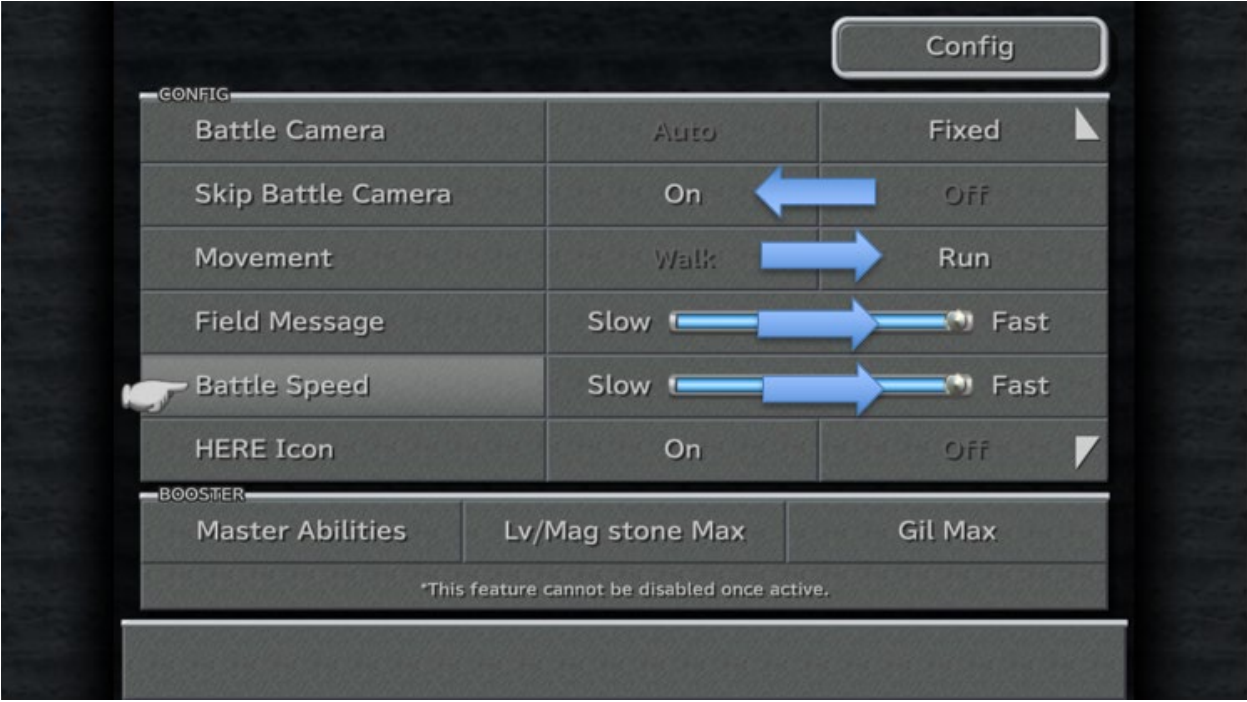 Config
CONFIG
Battle Camera Auto Fixed
Skip Battle Camera On Off
Movement Walk Run
Field Message Slow Fast
Battle Speed Slow Fast
HERE Icon On Off
BOOSTER
Master Abilities Lv/Mag stone Max Gil Max
*This feature cannot be disabled once active.